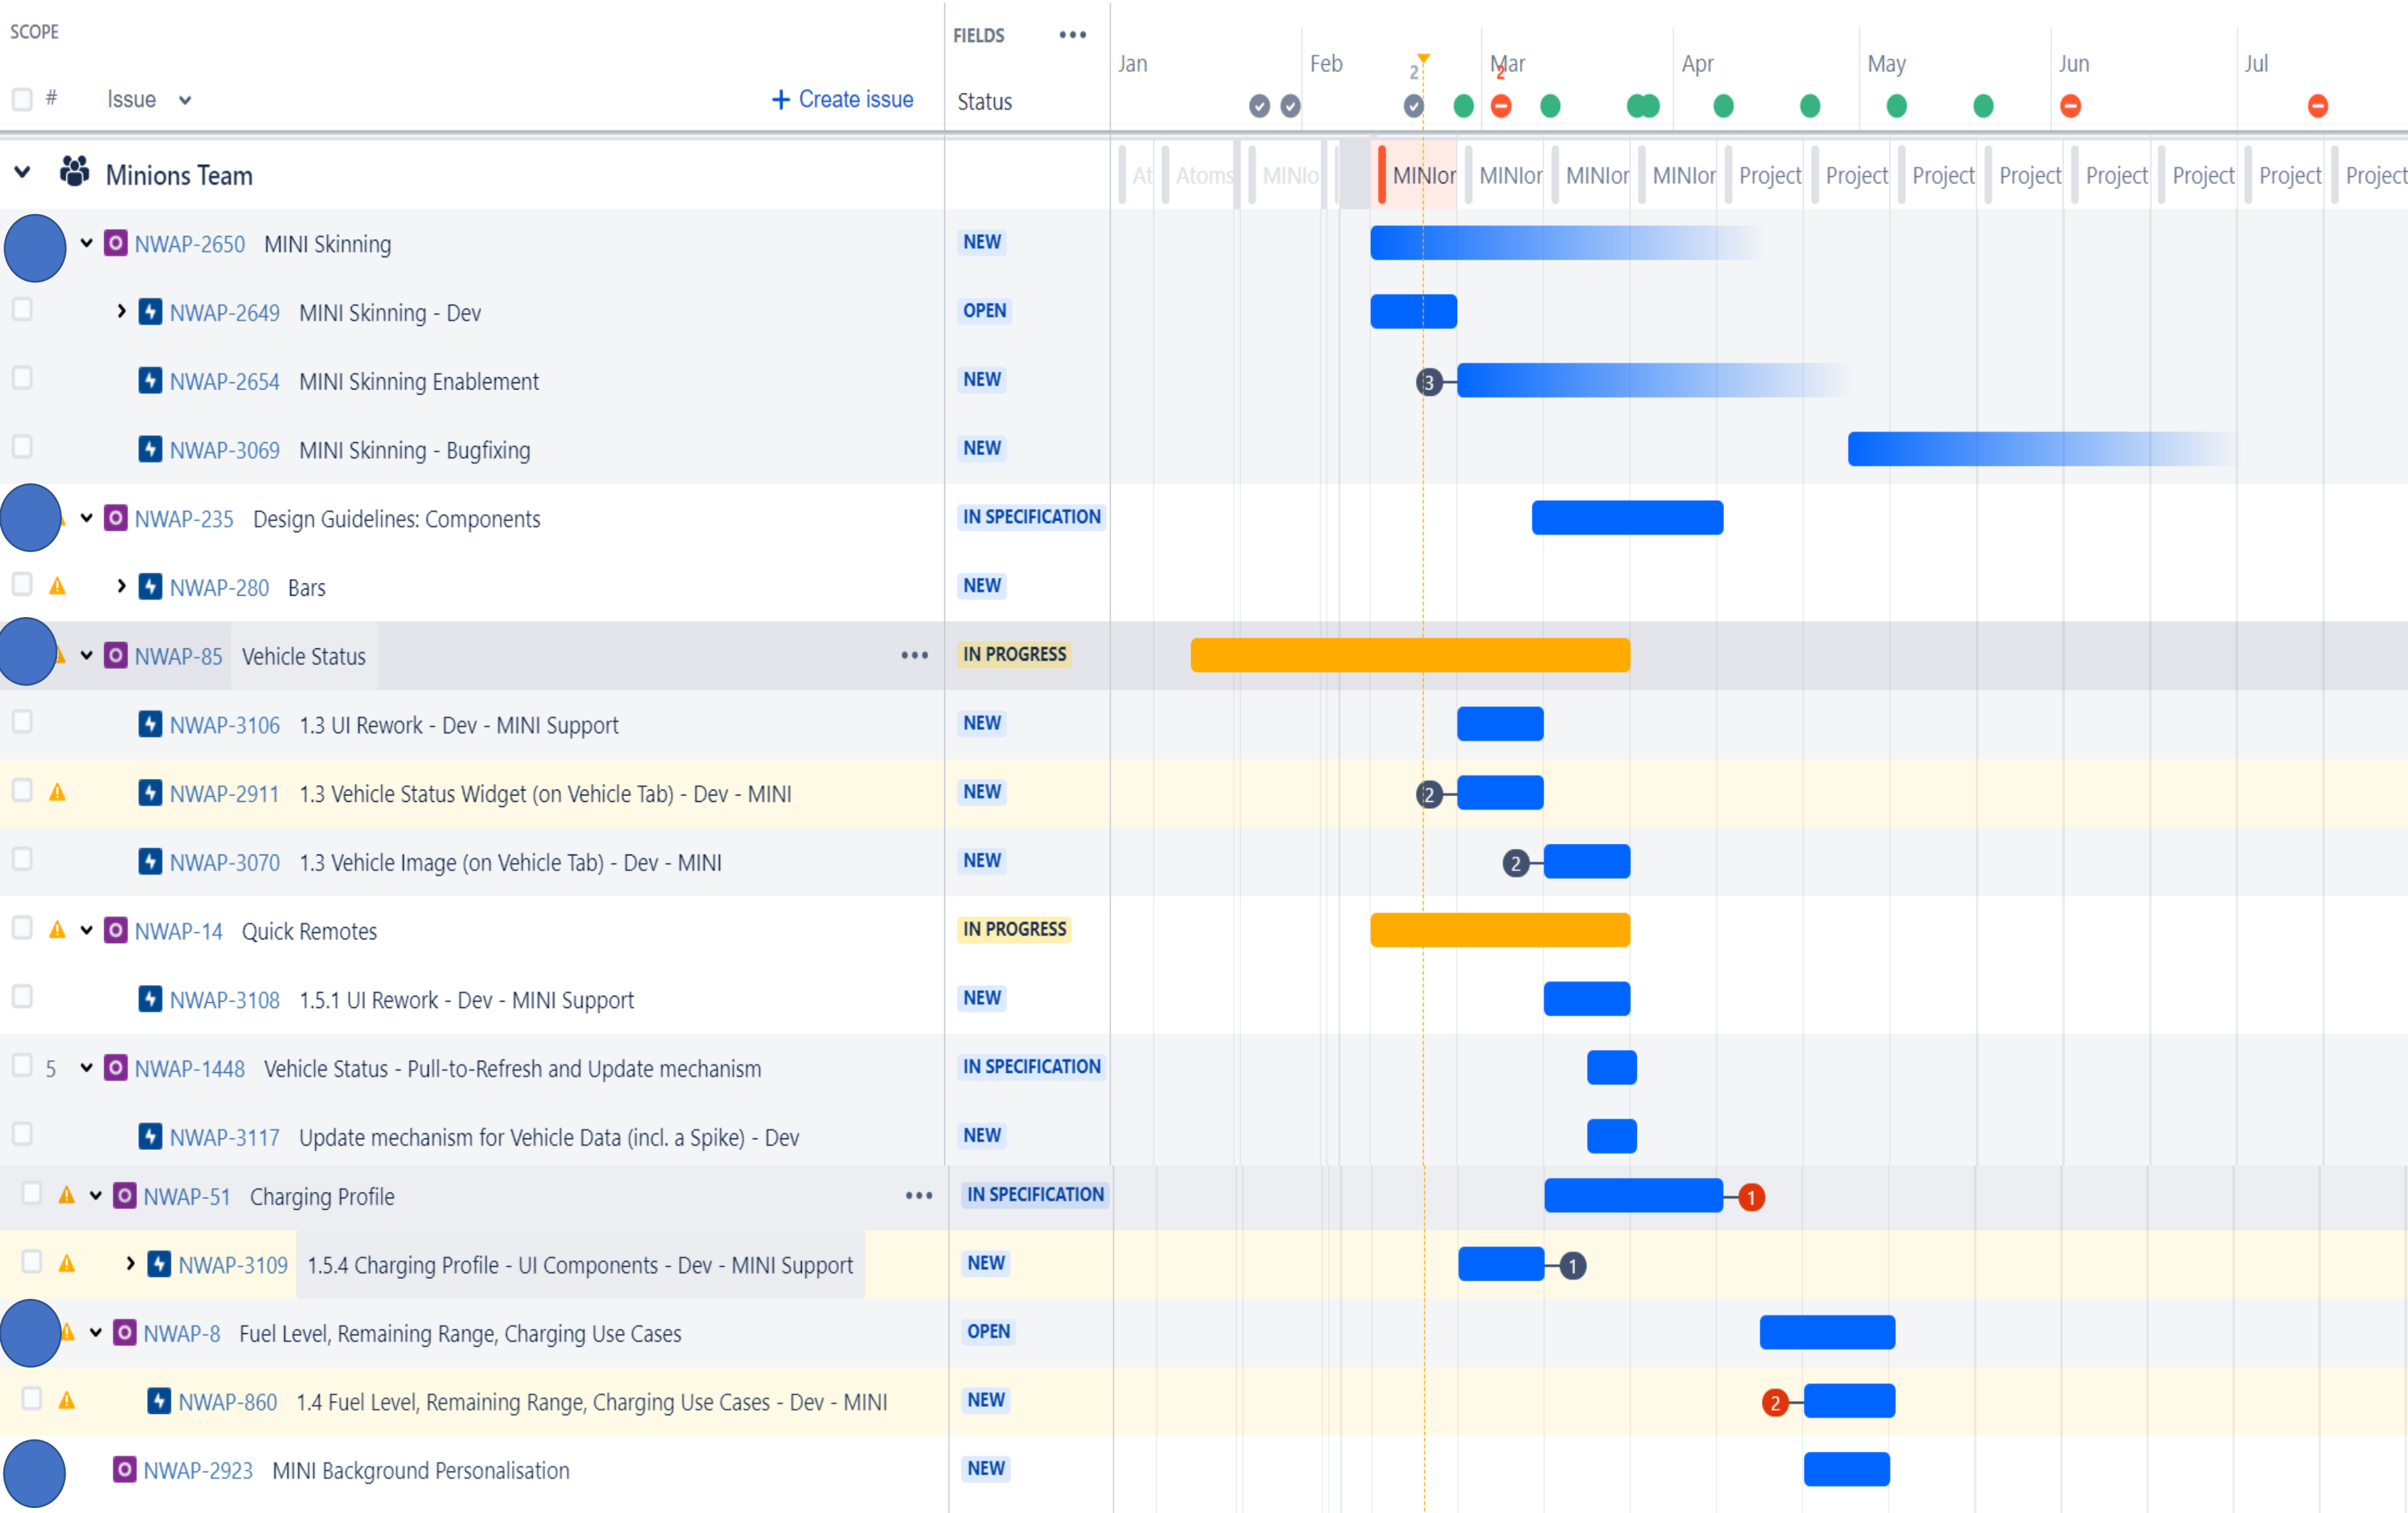 SCOPE
FIELDS •••
Jan Feb Mar Apr May Jun Jul
2 2
# Issue + Create issue Status
Minions Team At Atoms MINIo MINIor MINIor MINIor MINIor Project Project Project Project Project Project Project Project
NWAP-2650 MINI Skinning NEW
NWAP-2649 MINI Skinning - Dev OPEN
NWAP-2654 MINI Skinning Enablement NEW 3
NWAP-3069 MINI Skinning - Bugfixing NEW
NWAP-235 Design Guidelines: Components IN SPECIFICATION
NWAP-280 Bars NEW
NWAP-85 Vehicle Status ••• IN PROGRESS
NWAP-3106 1.3 UI Rework - Dev - MINI Support NEW
NWAP-2911 1.3 Vehicle Status Widget (on Vehicle Tab) - Dev - MINI NEW 2
NWAP-3070 1.3 Vehicle Image (on Vehicle Tab) - Dev - MINI NEW 2
NWAP-14 Quick Remotes IN PROGRESS
NWAP-3108 1.5.1 UI Rework - Dev - MINI Support NEW
5 NWAP-1448 Vehicle Status - Pull-to-Refresh and Update mechanism IN SPECIFICATION
NWAP-3117 Update mechanism for Vehicle Data (incl. a Spike) - Dev NEW
NWAP-51 Charging Profile ••• IN SPECIFICATION 1
NWAP-3109 1.5.4 Charging Profile - UI Components - Dev - MINI Support NEW 1
NWAP-8 Fuel Level, Remaining Range, Charging Use Cases OPEN
NWAP-860 1.4 Fuel Level, Remaining Range, Charging Use Cases - Dev - MINI NEW 2
NWAP-2923 MINI Background Personalisation NEW